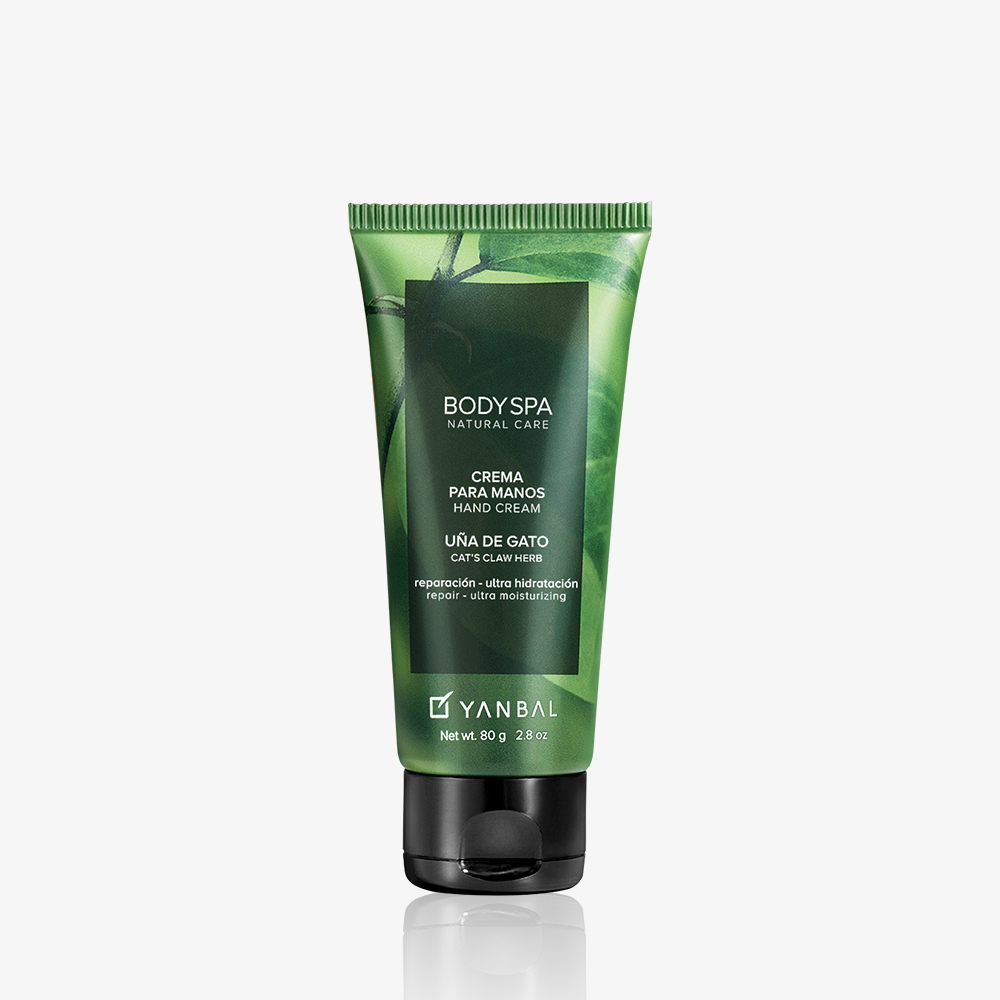 BODY SPA
NATURAL CARE
CREMA
PARA MANOS
HAND CREAM
UÑA DE GATO
CAT'S CLAW HERB
reparación - ultra hidratación
repair - ultra moisturizing
YANBAL
Net wt. 80 g 2.8 oz